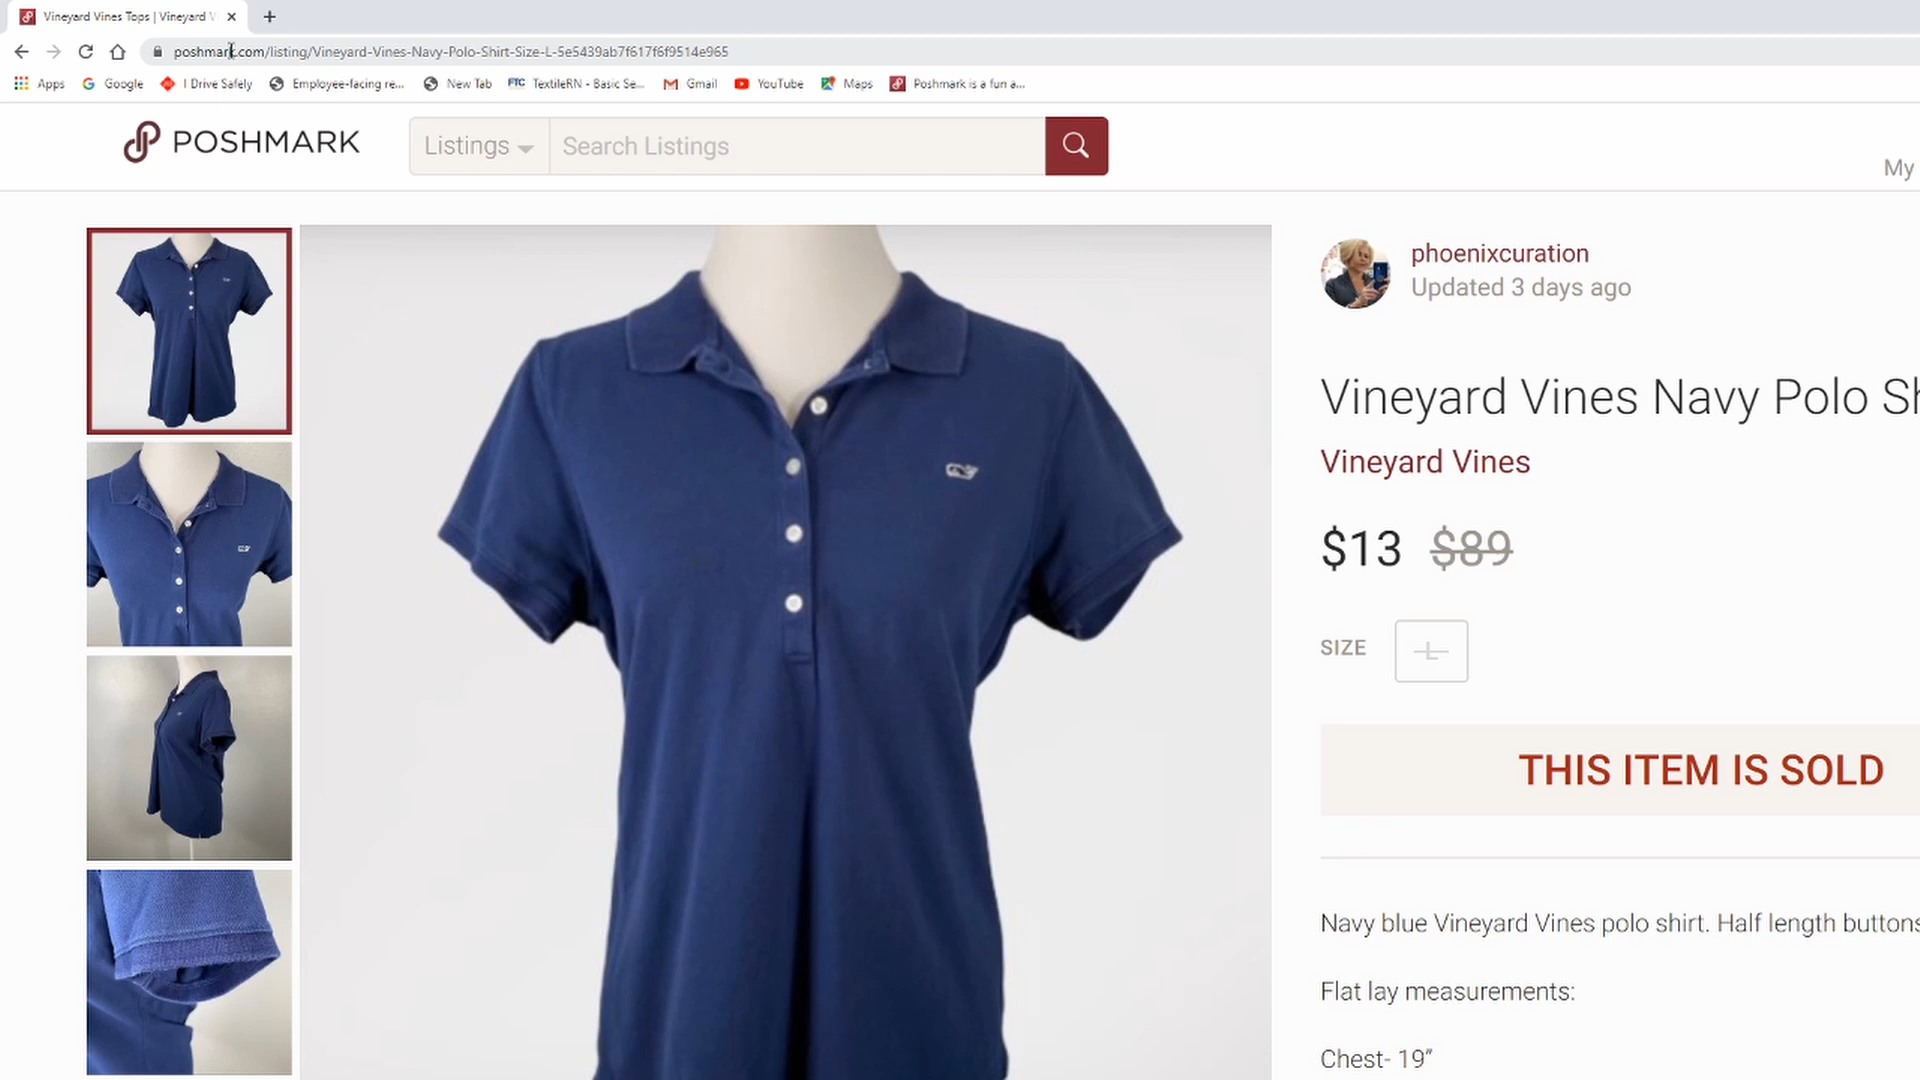 Vineyard Vines Tops | Vineyard V
poshmark.com/listing/Vineyard-Vines-Navy-Polo-Shirt-Size-L-5e5439ab7f617f6f9514e965
Apps Google I Drive Safely Employee-facing re... New Tab FTC TextileRN - Basic Se... Gmail YouTube Maps Poshmark is a fun a...
POSHMARK Listings Search Listings
My
phoenixcuration
Updated 3 days ago
Vineyard Vines Navy Polo Sh
Vineyard Vines
$13 $89
SIZE L
THIS ITEM IS SOLD
Navy blue Vineyard Vines polo shirt. Half length buttons
Flat lay measurements:
Chest- 19”